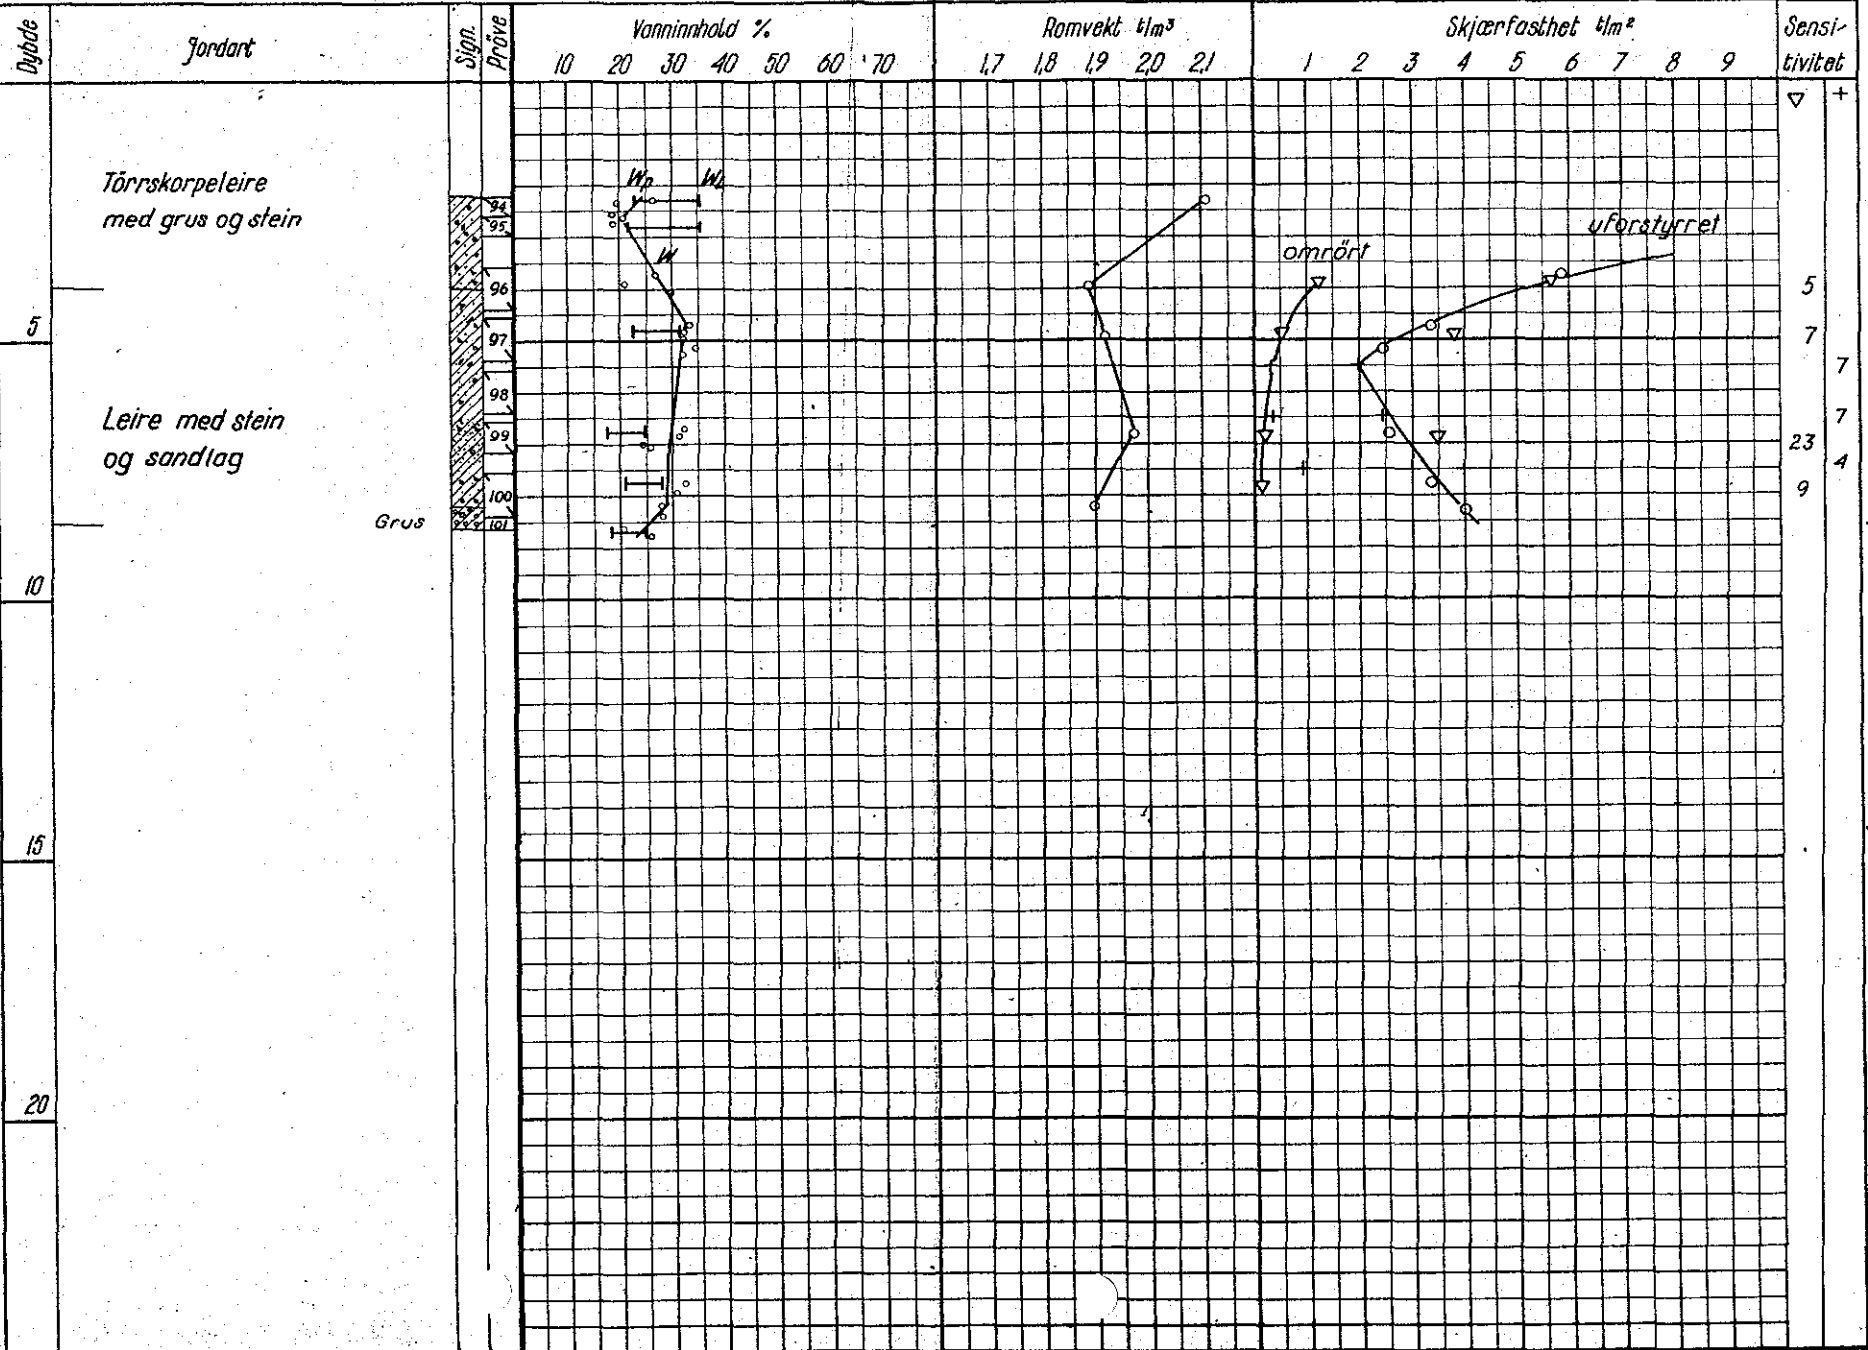 Dybde Jordart Sign. Pröve Vanninnhold % Romvekt t/m³ Skjærfasthet t/m² Sensi-
10 20 30 40 50 60 70 1,7 1,8 1,9 2,0 2,1 1 2 3 4 5 6 7 8 9 tivitet
▽ +
Törrskorpeleire
med grus og stein
Wp WL
94
95
uforstyrret
omrört
W
96 5
5 97 7
7
98
Leire med stein
og sandlag
7
99 23
4
100 9
Grus 101
10
15
20